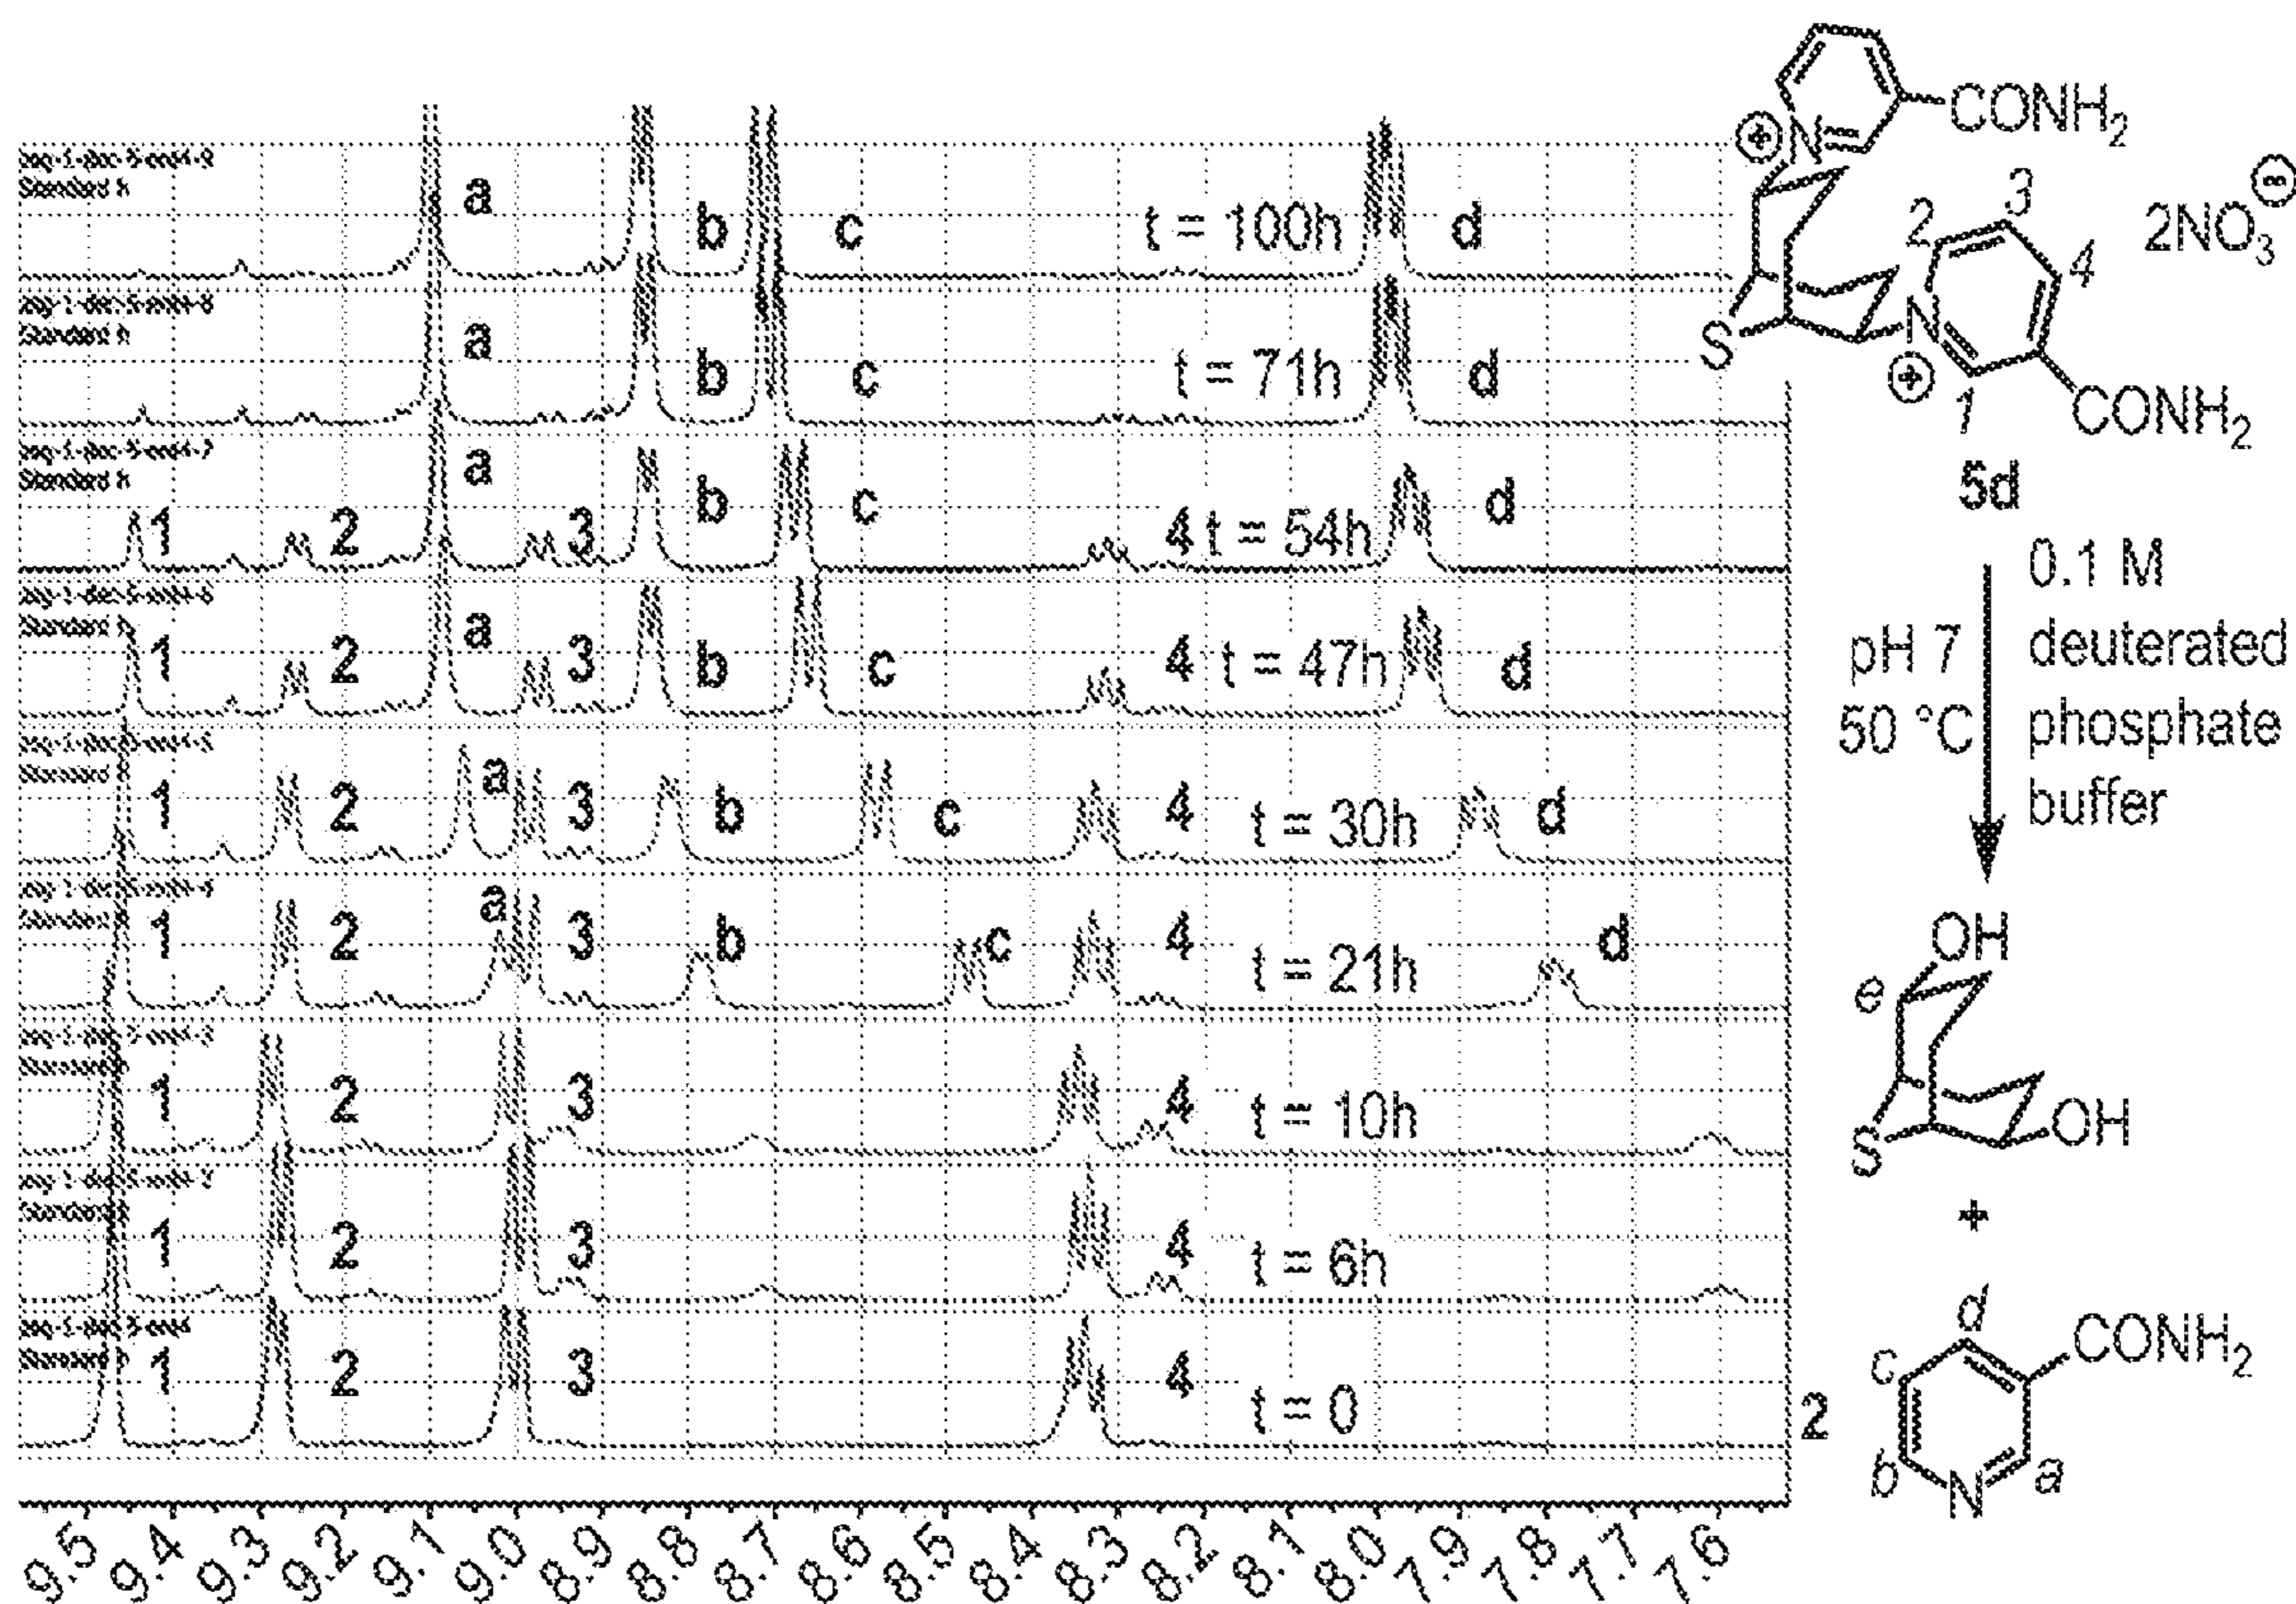 a b c t = 100h d
a b c t = 71h d
1 2 a 3 b c 4 t = 54h d
1 2 a 3 b c 4 t = 47h d
1 2 a 3 b c 4 t = 30h d
1 2 a 3 b c 4 t = 21h d
1 2 3 4 t = 10h
1 2 3 4 t = 6h
1 2 3 4 t = 0
9.5 9.4 9.3 9.2 9.1 9.0 8.9 8.8 8.7 8.6 8.5 8.4 8.3 8.2 8.1 8.0 7.9 7.8 7.7 7.6
CONH₂
⊕ N
2 3 4 2NO₃⊖
S N
⊕ 1 CONH₂
5d
0.1 M
pH 7 deuterated
50 °C phosphate
buffer
OH
e
OH
S
+
d
c CONH₂
2
b N a